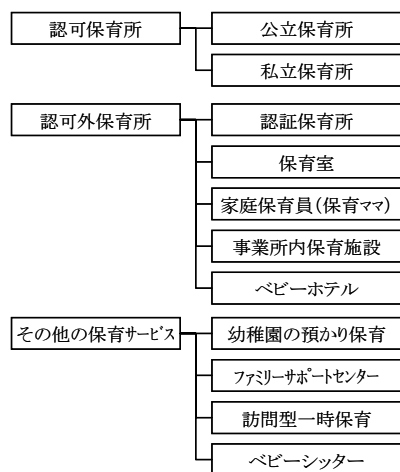 認可保育所
公立保育所
私立保育所
認可外保育所
認証保育所
保育室
家庭保育員(保育ママ)
事業所内保育施設
ベビーホテル
その他の保育サービス
幼稚園の預かり保育
ファミリーサポートセンター
訪問型一時保育
ベビーシッター